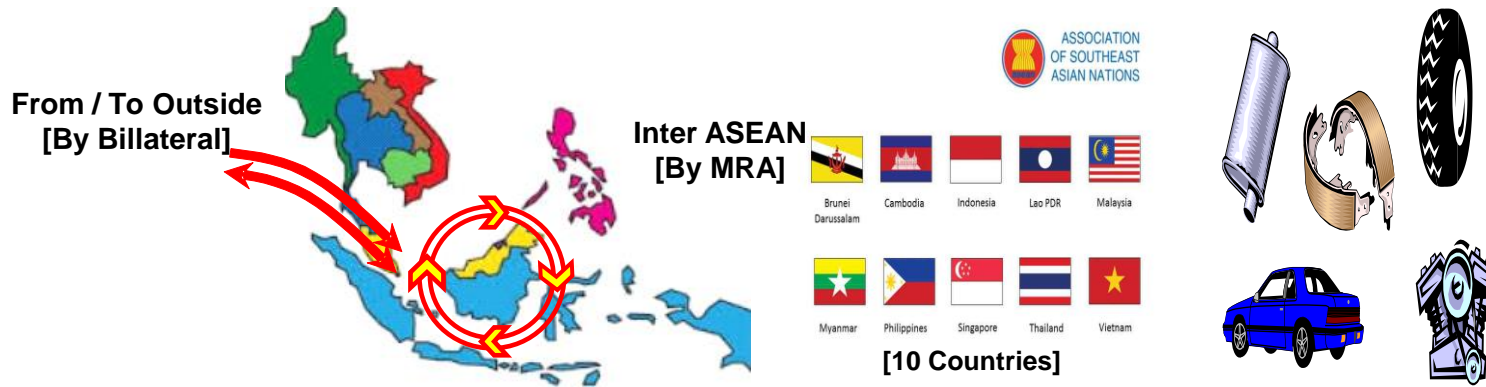 From / To Outside
[By Billateral]
Inter ASEAN
[By MRA]
ASSOCIATION
OF SOUTHEAST
ASIAN NATIONS
Brunei
Darussalam
Cambodia
Indonesia
Lao PDR
Malaysia
Myanmar
Philippines
Singapore
Thailand
Vietnam
[10 Countries]